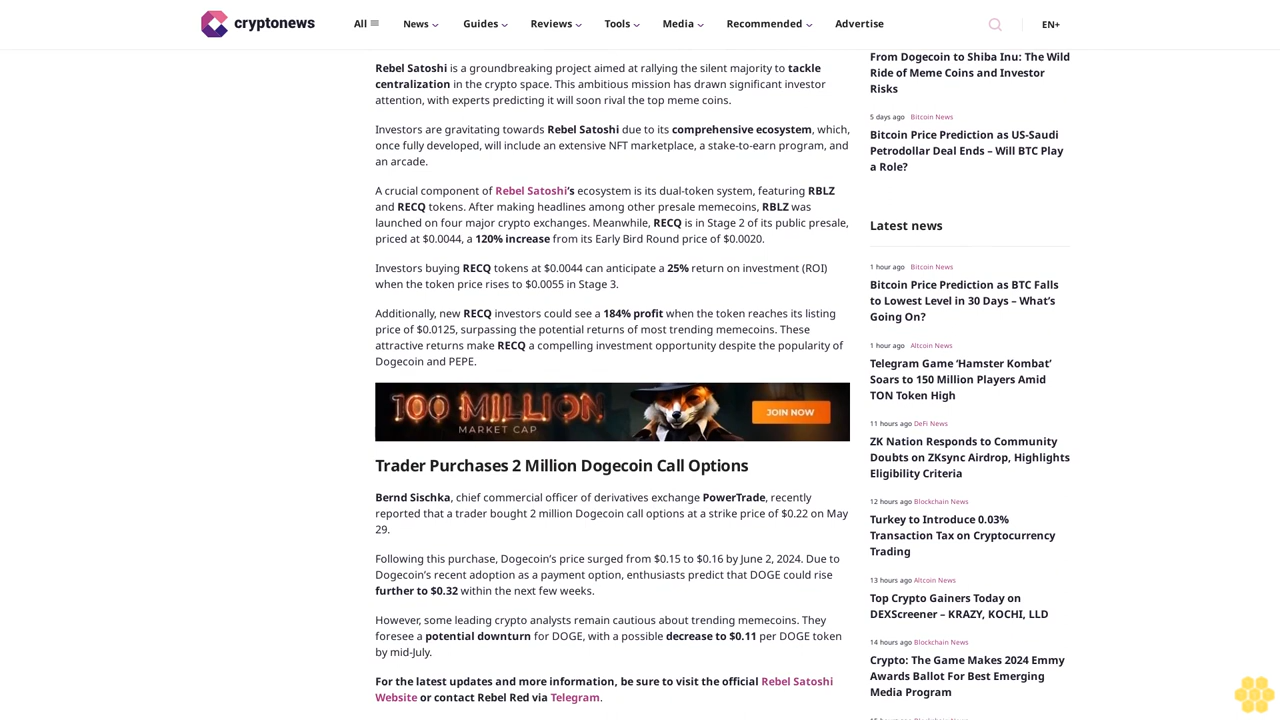 cryptonews
All
News
Guides
Reviews
Tools
Media
Recommended
Advertise
EN+
Rebel Satoshi is a groundbreaking project aimed at rallying the silent majority to tackle
centralization in the crypto space. This ambitious mission has drawn significant investor
attention, with experts predicting it will soon rival the top meme coins.
Investors are gravitating towards Rebel Satoshi due to its comprehensive ecosystem, which,
once fully developed, will include an extensive NFT marketplace, a stake-to-earn program, and
an arcade.
A crucial component of Rebel Satoshi's ecosystem is its dual-token system, featuring RBLZ
and RECQ tokens. After making headlines among other presale memecoins, RBLZ was
launched on four major crypto exchanges. Meanwhile, RECQ is in Stage 2 of its public presale,
priced at $0.0044, a 120% increase from its Early Bird Round price of $0.0020.
Investors buying RECQ tokens at $0.0044 can anticipate a 25% return on investment (ROI)
when the token price rises to $0.0055 in Stage 3.
Additionally, new RECQ investors could see a 184% profit when the token reaches its listing
price of $0.0125, surpassing the potential returns of most trending memecoins. These
attractive returns make RECQ a compelling investment opportunity despite the popularity of
Dogecoin and PEPE.
100 MILLION
MARKET CAP
JOIN NOW
Trader Purchases 2 Million Dogecoin Call Options
Bernd Sischka, chief commercial officer of derivatives exchange PowerTrade, recently
reported that a trader bought 2 million Dogecoin call options at a strike price of $0.22 on May
29.
Following this purchase, Dogecoin's price surged from $0.15 to $0.16 by June 2, 2024. Due to
Dogecoin's recent adoption as a payment option, enthusiasts predict that DOGE could rise
further to $0.32 within the next few weeks.
However, some leading crypto analysts remain cautious about trending memecoins. They
foresee a potential downturn for DOGE, with a possible decrease to $0.11 per DOGE token
by mid-July.
For the latest updates and more information, be sure to visit the official Rebel Satoshi
Website or contact Rebel Red via Telegram.
From Dogecoin to Shiba Inu: The Wild
Ride of Meme Coins and Investor
Risks
5 days ago Bitcoin News
Bitcoin Price Prediction as US-Saudi
Petrodollar Deal Ends – Will BTC Play
a Role?
Latest news
1 hour ago Bitcoin News
Bitcoin Price Prediction as BTC Falls
to Lowest Level in 30 Days – What's
Going On?
1 hour ago Altcoin News
Telegram Game 'Hamster Kombat'
Soars to 150 Million Players Amid
TON Token High
11 hours ago DeFi News
ZK Nation Responds to Community
Doubts on ZKsync Airdrop, Highlights
Eligibility Criteria
12 hours ago Blockchain News
Turkey to Introduce 0.03%
Transaction Tax on Cryptocurrency
Trading
13 hours ago Altcoin News
Top Crypto Gainers Today on
DEXScreener – KRAZY, KOCHI, LLD
14 hours ago Blockchain News
Crypto: The Game Makes 2024 Emmy
Awards Ballot For Best Emerging
Media Program